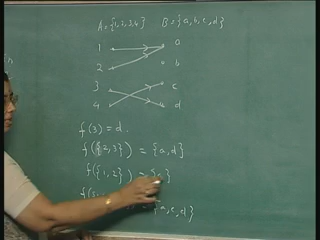 A={1,2,3,4} B={a,b,c,d}
1 a
2 b
3 c
4 d
f(3) = d.
f({2,3}) = {a,d}
f({1,2}) =
{a,c,d}